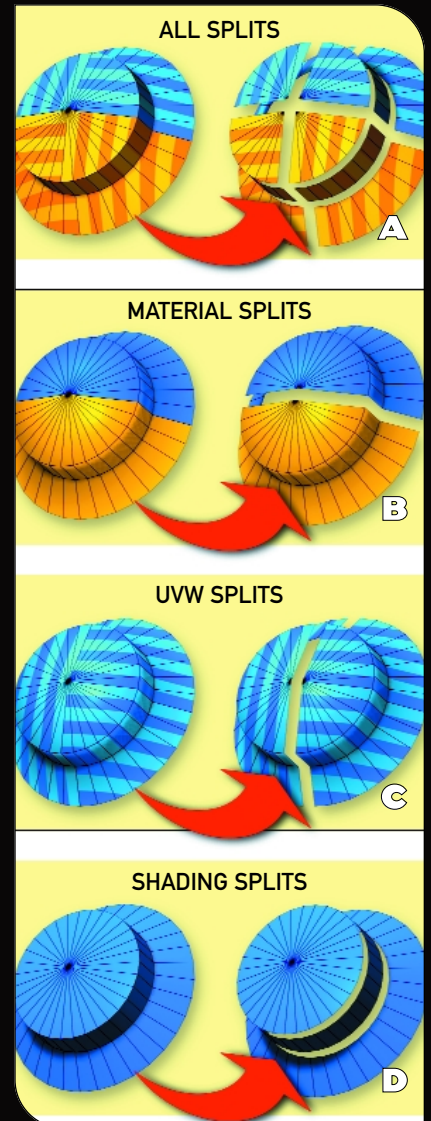 ALL SPLITS
A
MATERIAL SPLITS
B
UVW SPLITS
C
SHADING SPLITS
D